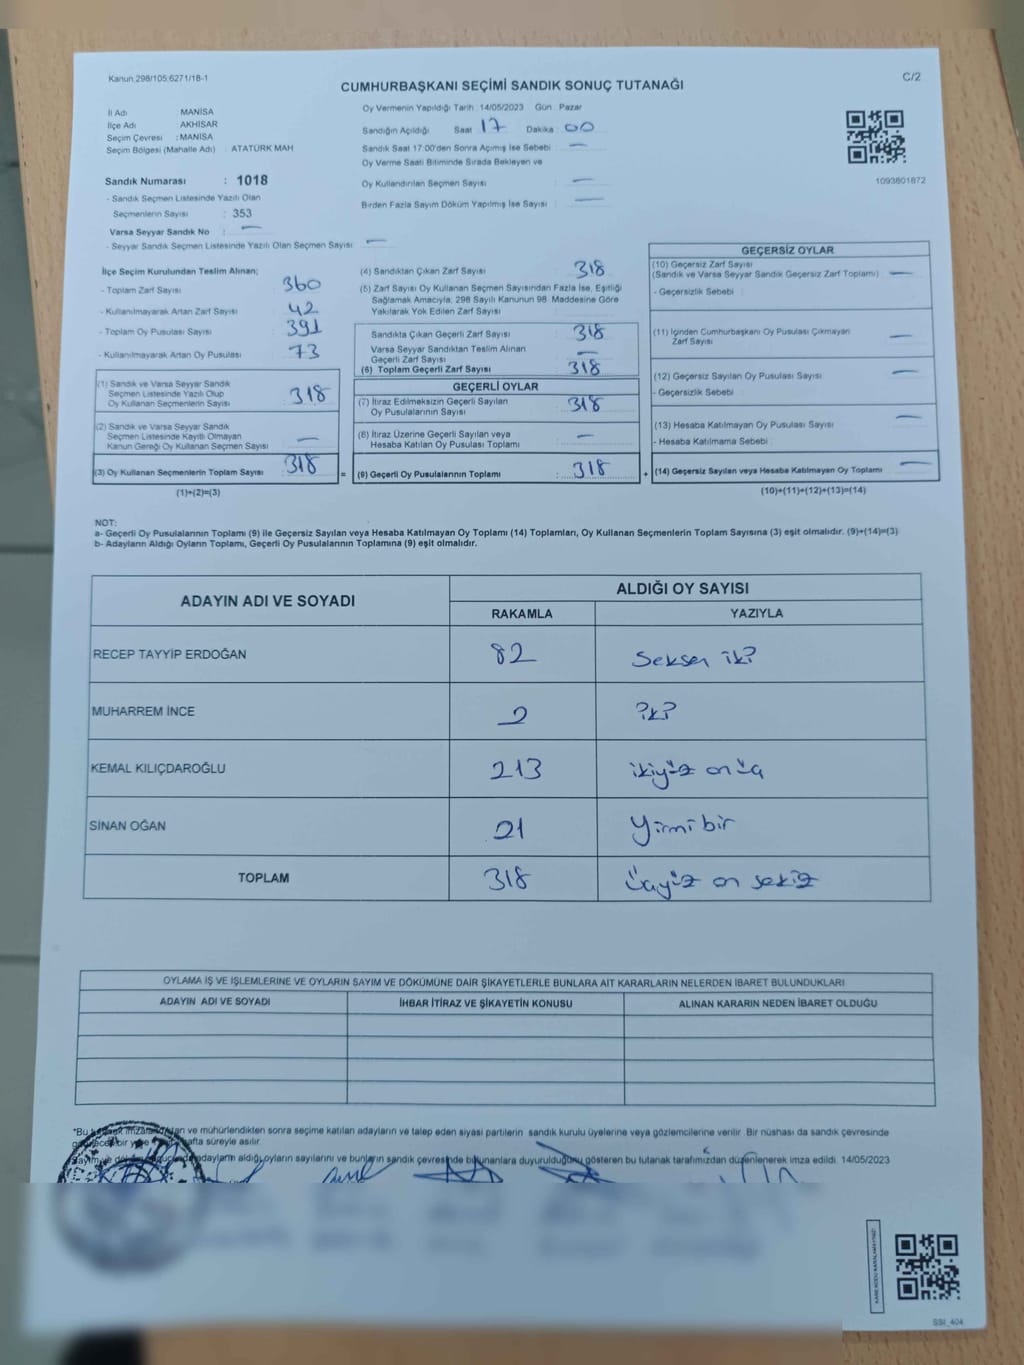 Kanun:298/105;6271/18-1
C/2
CUMHURBAŞKANI SEÇİMİ SANDIK SONUÇ TUTANAĞI
İl Adı MANİSA
İlçe Adı AKHİSAR
Seçim Çevresi : MANİSA
Seçim Bölgesi (Mahalle Adı) : ATATÜRK MAH
Sandık Numarası : 1018
- Sandık Seçmen Listesinde Yazılı Olan
Seçmenlerin Sayısı : 353
Varsa Seyyar Sandık No : —
- Seyyar Sandık Seçmen Listesinde Yazılı Olan Seçmen Sayısı : —
Oy Vermenin Yapıldığı Tarih :14/05/2023 Gün : Pazar
Sandığın Açıldığı Saat 17 Dakika 00
Sandık Saat 17:00'den Sonra Açılmış İse Sebebi : —
Oy Verme Saati Bitiminde Sırada Bekleyen ve
Oy Kullandırılan Seçmen Sayısı : —
Birden Fazla Sayım Döküm Yapılmış İse Sayısı : —
1093801872
İlçe Seçim Kurulundan Teslim Alınan;
- Toplam Zarf Sayısı 360
- Kullanılmayarak Artan Zarf Sayısı 42
- Toplam Oy Pusulası Sayısı 391
- Kullanılmayarak Artan Oy Pusulası 73
(1) Sandık ve Varsa Seyyar Sandık
Seçmen Listesinde Yazılı Olup
Oy Kullanan Seçmenlerin Sayısı 318
(2) Sandık ve Varsa Seyyar Sandık
Seçmen Listesinde Kayıtlı Olmayan
Kanun Gereği Oy Kullanan Seçmen Sayısı —
(3) Oy Kullanan Seçmenlerin Toplam Sayısı 318
(1)+(2)=(3)
(4) Sandıktan Çıkan Zarf Sayısı 318
(5) Zarf Sayısı Oy Kullanan Seçmen Sayısından Fazla İse, Eşitliği
Sağlamak Amacıyla, 298 Sayılı Kanunun 98. Maddesine Göre
Yakılarak Yok Edilen Zarf Sayısı
Sandıkta Çıkan Geçerli Zarf Sayısı : 318
Varsa Seyyar Sandıktan Teslim Alınan
Geçerli Zarf Sayısı —
(6) Toplam Geçerli Zarf Sayısı : 318
GEÇERLİ OYLAR
(7) İtiraz Edilmeksizin Geçerli Sayılan
Oy Pusulalarının Sayısı : 318
(8) İtiraz Üzerine Geçerli Sayılan veya
Hesaba Katılan Oy Pusulası Toplamı : —
= (9) Geçerli Oy Pusulalarının Toplamı : 318
GEÇERSİZ OYLAR
(10) Geçersiz Zarf Sayısı
(Sandık ve Varsa Seyyar Sandık Geçersiz Zarf Toplamı) —
- Geçersizlik Sebebi :
(11) İçinden Cumhurbaşkanı Oy Pusulası Çıkmayan
Zarf Sayısı —
(12) Geçersiz Sayılan Oy Pusulası Sayısı —
- Geçersizlik Sebebi
(13) Hesaba Katılmayan Oy Pusulası Sayısı —
- Hesaba Katılmama Sebebi
+ (14) Geçersiz Sayılan veya Hesaba Katılmayan Oy Toplamı —
(10)+(11)+(12)+(13)=(14)
NOT:
a- Geçerli Oy Pusulalarının Toplamı (9) ile Geçersiz Sayılan veya Hesaba Katılmayan Oy Toplamı (14) Toplamları, Oy Kullanan Seçmenlerin Toplam Sayısına (3) eşit olmalıdır. (9)+(14)=(3)
b- Adayların Aldığı Oyların Toplamı, Geçerli Oy Pusulalarının Toplamına (9) eşit olmalıdır.
ADAYIN ADI VE SOYADI ALDIĞI OY SAYISI
RAKAMLA YAZIYLA
RECEP TAYYİP ERDOĞAN 82 Seksen iki
MUHARREM İNCE 2 iki
KEMAL KILIÇDAROĞLU 213 ikiyüz onüç
SİNAN OĞAN 21 Yirmi bir
TOPLAM 318 Üçyüz on sekiz
OYLAMA İŞ VE İŞLEMLERİNE VE OYLARIN SAYIM VE DÖKÜMÜNE DAİR ŞİKAYETLERLE BUNLARA AİT KARARLARIN NELERDEN İBARET BULUNDUKLARI
ADAYIN ADI VE SOYADI İHBAR İTİRAZ VE ŞİKAYETİN KONUSU ALINAN KARARIN NEDEN İBARET OLDUĞU
*Bu ve mühürlendikten sonra seçime katılan adayların ve talep eden siyasi partilerin sandık kurulu üyelerine veya gözlemcilerine verilir. Bir nüshası da sandık çevresinde
bir hafta süreyle asılır.
adayların aldığı oyların sayılarını ve bunların sandık çevresinde bulunanlara duyurulduğunu gösteren bu tutanak tarafımızdan düzenlenerek imza edildi. 14/05/2023
SSI_404